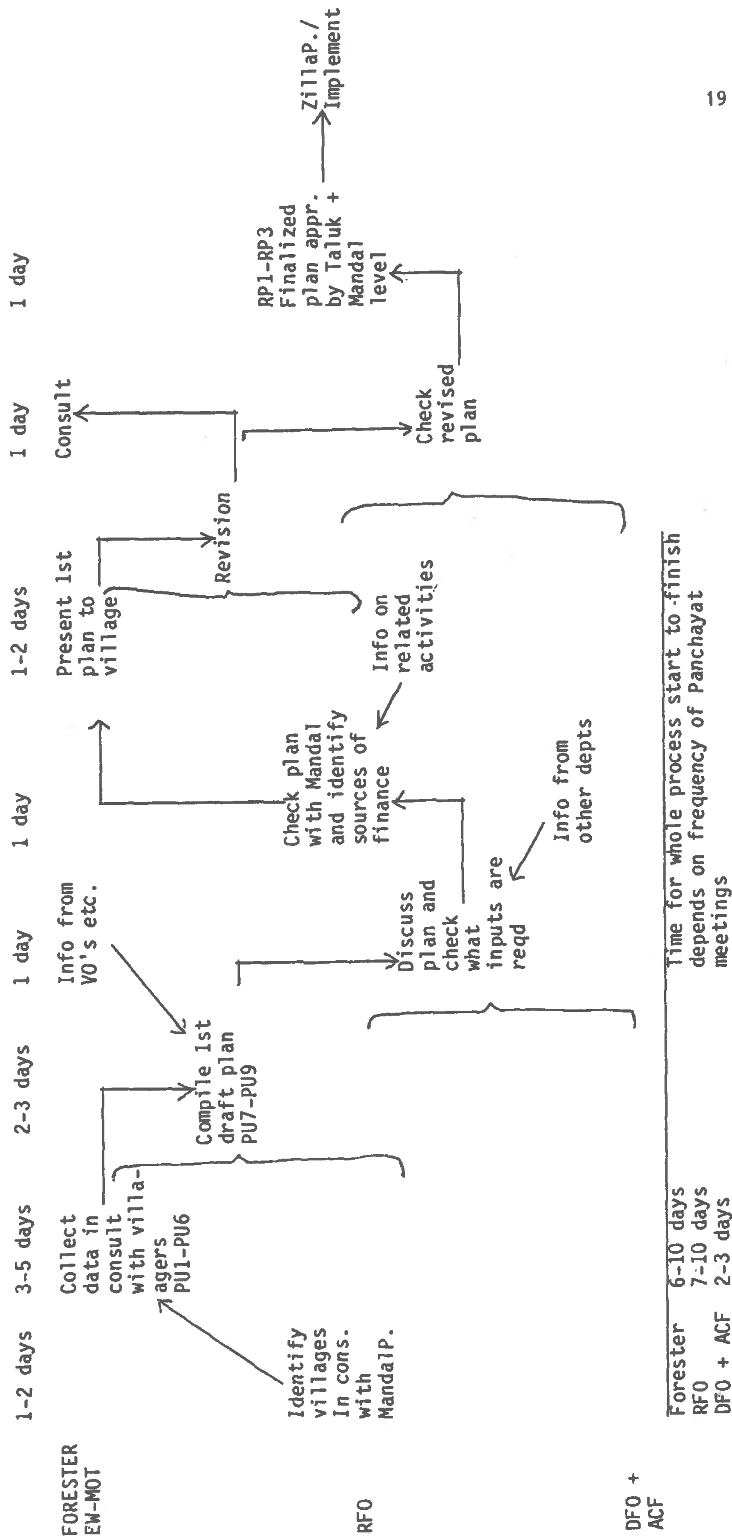 1-2 days 3-5 days 2-3 days 1 day 1 day 1-2 days 1 day 1 day
FORESTER
EW-MOT
Collect
data in
consult
with villa-
agers
PU1-PU6
Info from
VO's etc.
Present 1st
plan to
village
Consult
Compile 1st
draft plan
PU7-PU9
Revision
RFO
Identify
villages
In cons.
with
MandalP.
Check plan
with Mandal
and identify
sources of
finance
Info on
related
activities
RP1-RP3
Finalized
plan appr.
by Taluk +
Mandal
level
ZillaP./
Implement
Discuss
plan and
check
what
inputs are
reqd
Check
revised
plan
Info from
other depts
DFO +
ACF
Forester 6-10 days
RFO 7-10 days
DFO + ACF 2-3 days
Time for whole process start to finish
depends on frequency of Panchayat
meetings
19